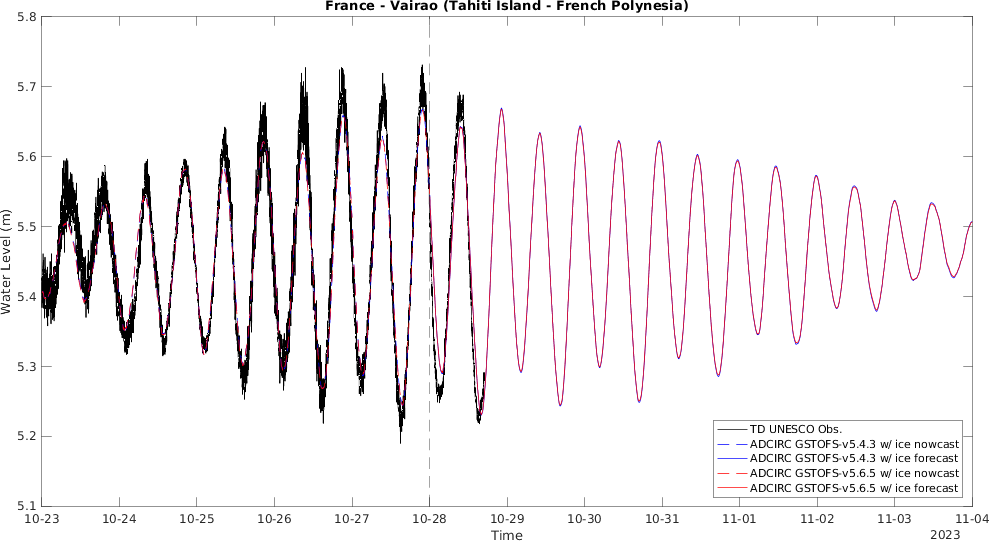 France - Vairao (Tahiti Island - French Polynesia)
5.8
5.7
5.6
5.5
5.4
5.3
5.2
5.1
Water Level (m)
TD UNESCO Obs.
ADCIRC GSTOFS-v5.4.3 w/ ice nowcast
ADCIRC GSTOFS-v5.4.3 w/ ice forecast
ADCIRC GSTOFS-v5.6.5 w/ ice nowcast
ADCIRC GSTOFS-v5.6.5 w/ ice forecast
10-23 10-24 10-25 10-26 10-27 10-28 10-29 10-30 10-31 11-01 11-02 11-03 11-04
Time
2023